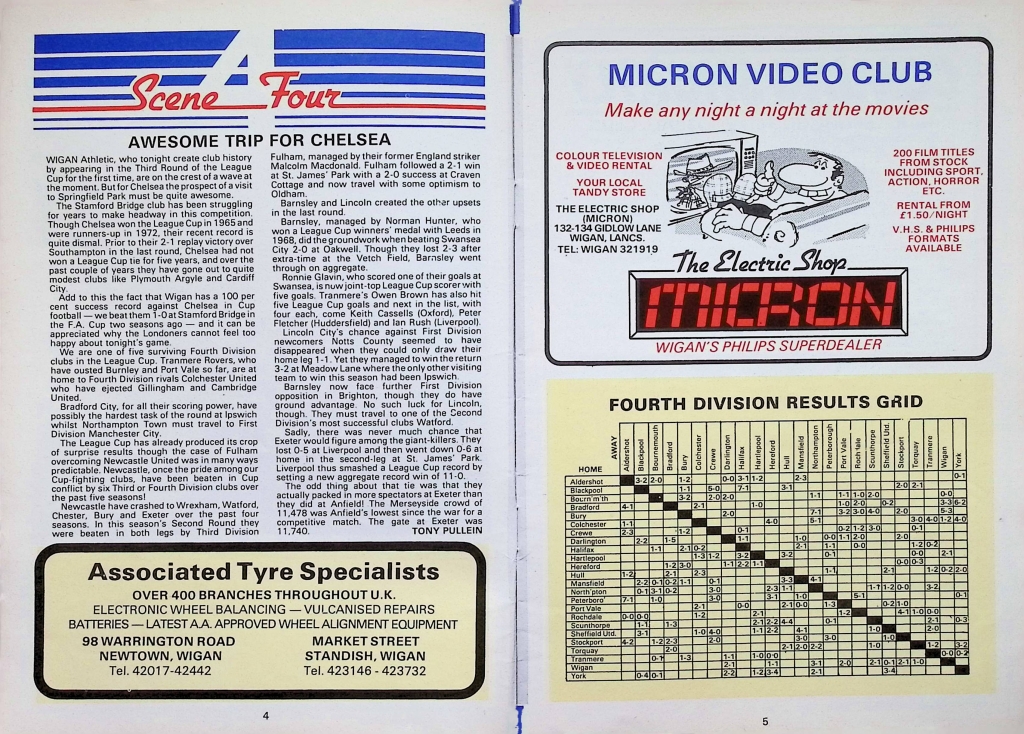 Scene 4 Four
AWESOME TRIP FOR CHELSEA
WIGAN Athletic, who tonight create club history
by appearing in the Third Round of the League
Cup for the first time, are on the crest of a wave at
the moment. But for Chelsea the prospect of a visit
to Springfield Park must be quite awesome.
The Stamford Bridge club has been struggling
for years to make headway in this competition.
Though Chelsea won the League Cup in 1965 and
were runners-up in 1972, their recent record is
quite dismal. Prior to their 2-1 replay victory over
Southampton in the last round, Chelsea had not
won a League Cup tie for five years, and over the
past couple of years they have gone out to quite
modest clubs like Plymouth Argyle and Cardiff
City.
Add to this the fact that Wigan has a 100 per
cent success record against Chelsea in Cup
football — we beat them 1-0 at Stamford Bridge in
the F.A. Cup two seasons ago — and it can be
appreciated why the Londoners cannot feel too
happy about tonight's game.
We are one of five surviving Fourth Division
clubs in the League Cup. Tranmere Rovers, who
have ousted Burnley and Port Vale so far, are at
home to Fourth Division rivals Colchester United
who have ejected Gillingham and Cambridge
United.
Bradford City, for all their scoring power, have
possibly the hardest task of the round at Ipswich
whilst Northampton Town must travel to First
Division Manchester City.
The League Cup has already produced its crop
of surprise results though the case of Fulham
overcoming Newcastle United was in many ways
predictable. Newcastle, once the pride among our
Cup-fighting clubs, have been beaten in Cup
conflict by six Third or Fourth Division clubs over
the past five seasons!
Newcastle have crashed to Wrexham, Watford,
Chester, Bury and Exeter over the past four
seasons. In this season's Second Round they
were beaten in both legs by Third Division
Fulham, managed by their former England striker
Malcolm Macdonald. Fulham followed a 2-1 win
at St. James' Park with a 2-0 success at Craven
Cottage and now travel with some optimism to
Oldham.
Barnsley and Lincoln created the other upsets
in the last round.
Barnsley, managed by Norman Hunter, who
won a League Cup winners' medal with Leeds in
1968, did the groundwork when beating Swansea
City 2-0 at Oakwell. Though they lost 2-3 after
extra-time at the Vetch Field, Barnsley went
through on aggregate.
Ronnie Glavin, who scored one of their goals at
Swansea, is now joint-top League Cup scorer with
five goals. Tranmere's Owen Brown has also hit
five League Cup goals and next in the list, with
four each, come Keith Cassells (Oxford), Peter
Fletcher (Huddersfield) and Ian Rush (Liverpool).
Lincoln City's chance against First Division
newcomers Notts County seemed to have
disappeared when they could only draw their
home leg 1-1. Yet they managed to win the return
3-2 at Meadow Lane where the only other visiting
team to win this season had been Ipswich.
Barnsley now face further First Division
opposition in Brighton, though they do have
ground advantage. No such luck for Lincoln,
though. They must travel to one of the Second
Division's most successful clubs Watford.
Sadly, there was never much chance that
Exeter would figure among the giant-killers. They
lost 0-5 at Liverpool and then went down 0-6 at
home in the second-leg at St. James' Park.
Liverpool thus smashed a League Cup record by
setting a new aggregate record win of 11-0.
The odd thing about that tie was that they
actually packed in more spectators at Exeter than
they did at Anfield! The Merseyside crowd of
11,478 was Anfield's lowest since the war for a
competitive match. The gate at Exeter was
11,740.
TONY PULLEIN
Associated Tyre Specialists
OVER 400 BRANCHES THROUGHOUT U.K.
ELECTRONIC WHEEL BALANCING — VULCANISED REPAIRS
BATTERIES — LATEST A.A. APPROVED WHEEL ALIGNMENT EQUIPMENT
98 WARRINGTON ROAD
NEWTOWN, WIGAN
Tel. 42017-42442
MARKET STREET
STANDISH, WIGAN
Tel. 423146 - 423732
4
MICRON VIDEO CLUB
Make any night a night at the movies
COLOUR TELEVISION
& VIDEO RENTAL
YOUR LOCAL
TANDY STORE
THE ELECTRIC SHOP
(MICRON)
132-134 GIDLOW LANE
WIGAN, LANCS.
TEL: WIGAN 321919
200 FILM TITLES
FROM STOCK
INCLUDING SPORT,
ACTION, HORROR
ETC.
RENTAL FROM
£1.50/NIGHT
V.H.S. & PHILIPS
FORMATS
AVAILABLE
The Electric Shop
MICRON
WIGAN'S PHILIPS SUPERDEALER
FOURTH DIVISION RESULTS GRID
AWAY
HOME
Aldershot
Blackpool
Bournemouth
Bradford
Bury
Colchester
Crewe
Darlington
Halifax
Hartlepool
Hereford
Hull
Mansfield
Northampton
Peterborough
Port Vale
Rochdale
Scunthorpe
Sheffield Utd.
Stockport
Torquay
Tranmere
Wigan
York
Aldershot
Blackpool
Bourn'm'th
Bradford
Bury
Colchester
Crewe
Darlington
Halifax
Hartlepool
Hereford
Hull
Mansfield
North'pton
Peterboro'
Port Vale
Rochdale
Scunthorpe
Sheffield Utd.
Stockport
Torquay
Tranmere
Wigan
York
5